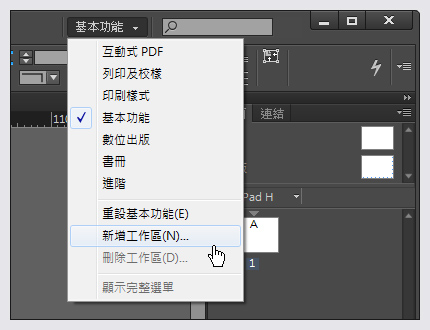 基本功能
互動式 PDF
列印及校樣
印刷樣式
基本功能
數位出版
書冊
進階
重設基本功能(E)
新增工作區(N)...
刪除工作區(D)...
顯示完整選單
110
連結
Pad H
A
1